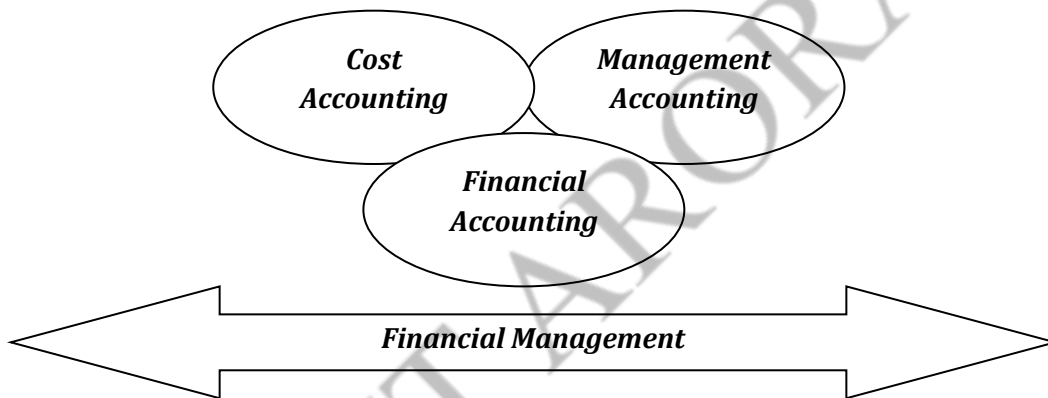 Cost
Accounting
Management
Accounting
Financial
Accounting
Financial Management